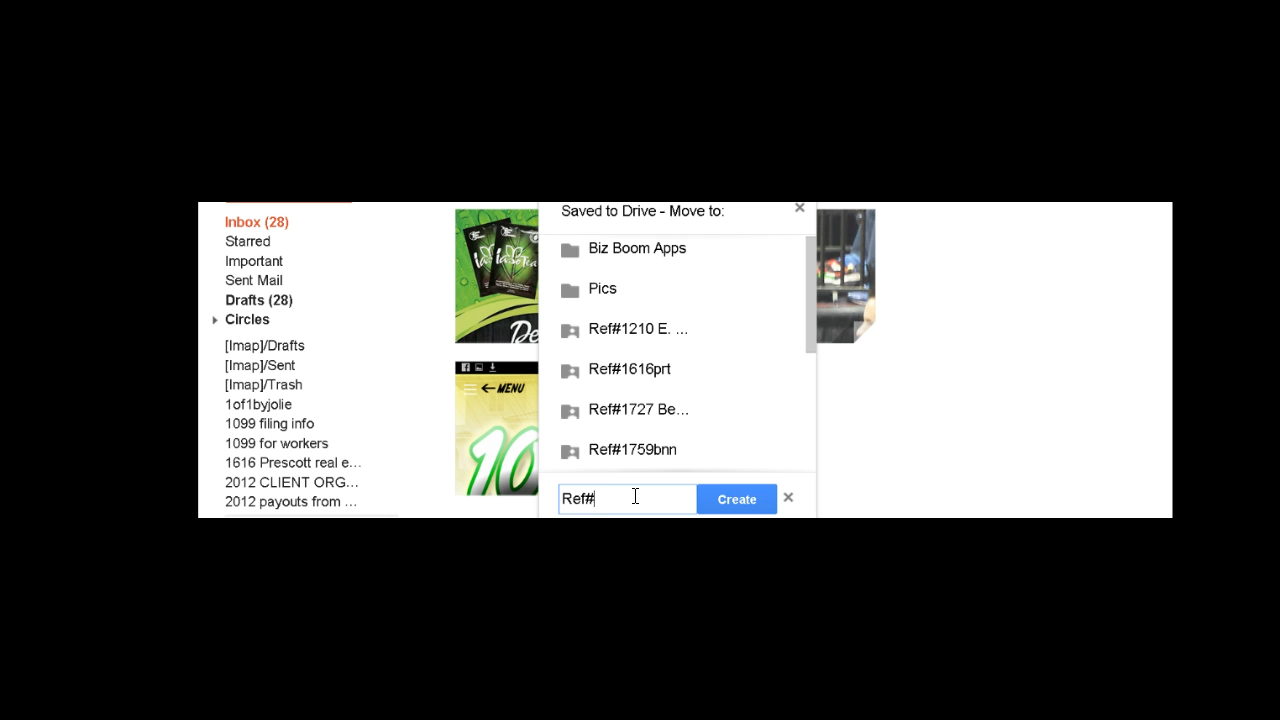 Inbox (28)
Starred
Important
Sent Mail
Drafts (28)
Circles
[Imap]/Drafts
[Imap]/Sent
[Imap]/Trash
1of1byjolie
1099 filing info
1099 for workers
1616 Prescott real e...
2012 CLIENT ORG...
2012 payouts from ...
De
← MENU
10
Saved to Drive - Move to:
Biz Boom Apps
Pics
Ref#1210 E. ...
Ref#1616prt
Ref#1727 Be...
Ref#1759bnn
Ref#
Create